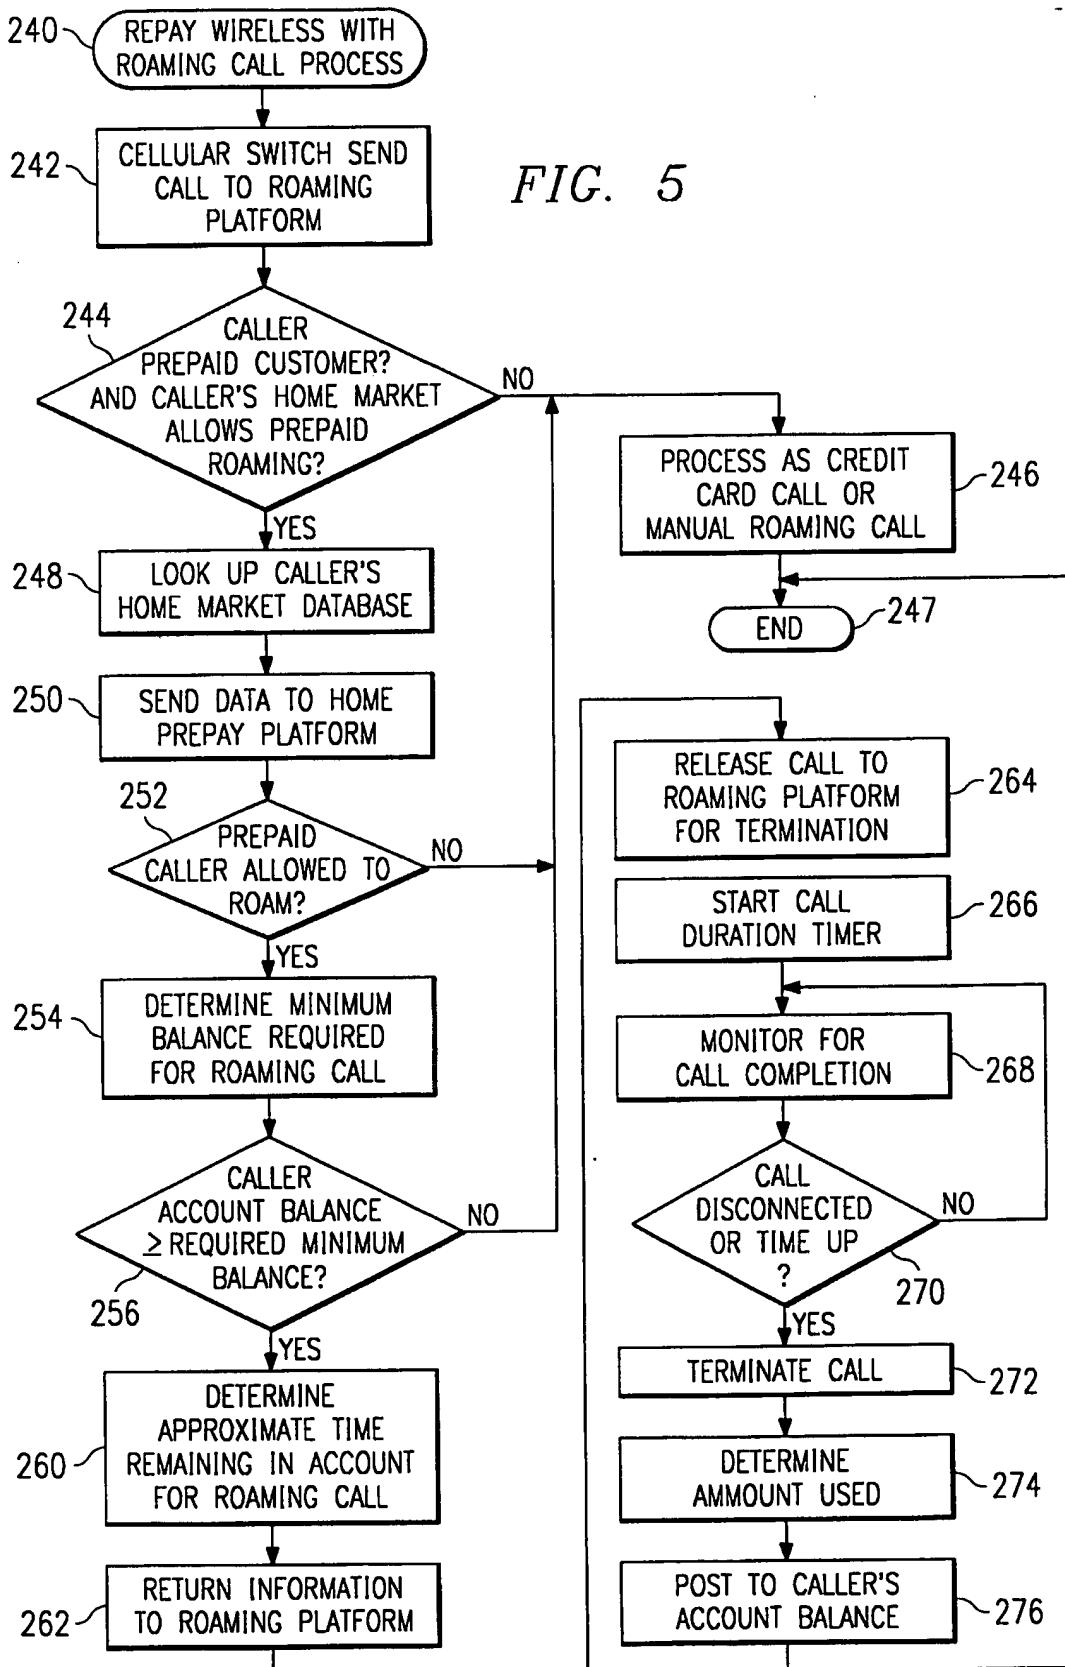 240
REPAY WIRELESS WITH
ROAMING CALL PROCESS
242
CELLULAR SWITCH SEND
CALL TO ROAMING
PLATFORM
FIG. 5
244
CALLER
PREPAID CUSTOMER?
AND CALLER'S HOME MARKET
ALLOWS PREPAID
ROAMING?
NO
YES
PROCESS AS CREDIT
CARD CALL OR
MANUAL ROAMING CALL
246
END
247
248
LOOK UP CALLER'S
HOME MARKET DATABASE
250
SEND DATA TO HOME
PREPAY PLATFORM
252
PREPAID
CALLER ALLOWED TO
ROAM?
NO
YES
254
DETERMINE MINIMUM
BALANCE REQUIRED
FOR ROAMING CALL
CALLER
ACCOUNT BALANCE
≥ REQUIRED MINIMUM
BALANCE?
256
NO
YES
260
DETERMINE
APPROXIMATE TIME
REMAINING IN ACCOUNT
FOR ROAMING CALL
262
RETURN INFORMATION
TO ROAMING PLATFORM
RELEASE CALL TO
ROAMING PLATFORM
FOR TERMINATION
264
START CALL
DURATION TIMER
266
MONITOR FOR
CALL COMPLETION
268
CALL
DISCONNECTED
OR TIME UP
?
NO
270
YES
TERMINATE CALL
272
DETERMINE
AMMOUNT USED
274
POST TO CALLER'S
ACCOUNT BALANCE
276